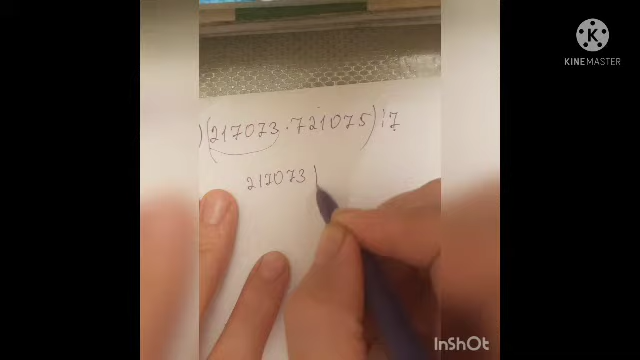 ) (217073 · 721075) : 7
217073
K
KINEMASTER
InShOt